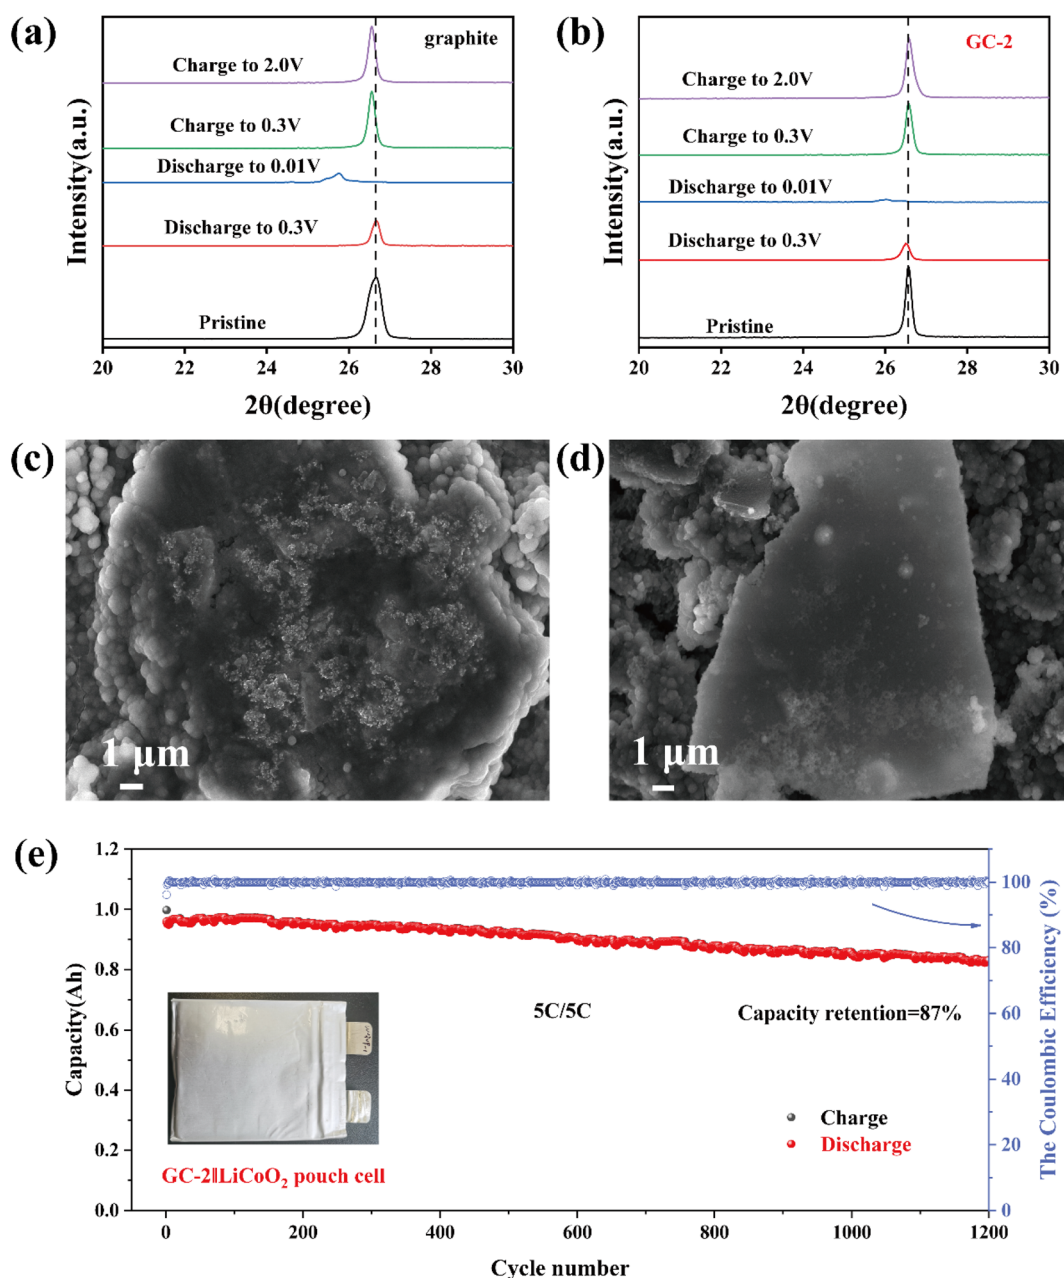 (a)
graphite
Charge to 2.0V
Charge to 0.3V
Discharge to 0.01V
Discharge to 0.3V
Pristine
Intensity(a.u.)
20 22 24 26 28 30
2θ(degree)
(b)
GC-2
Charge to 2.0V
Charge to 0.3V
Discharge to 0.01V
Discharge to 0.3V
Pristine
Intensity(a.u.)
20 22 24 26 28 30
2θ(degree)
(c)
1 μm
(d)
1 μm
(e)
1.2
1.0
0.8
0.6
0.4
0.2
0.0
Capacity(Ah)
5C/5C
Capacity retention=87%
Charge
Discharge
GC-2||LiCoO₂ pouch cell
0 200 400 600 800 1000 1200
Cycle number
100
80
60
40
20
0
The Coulombic Efficiency (%)